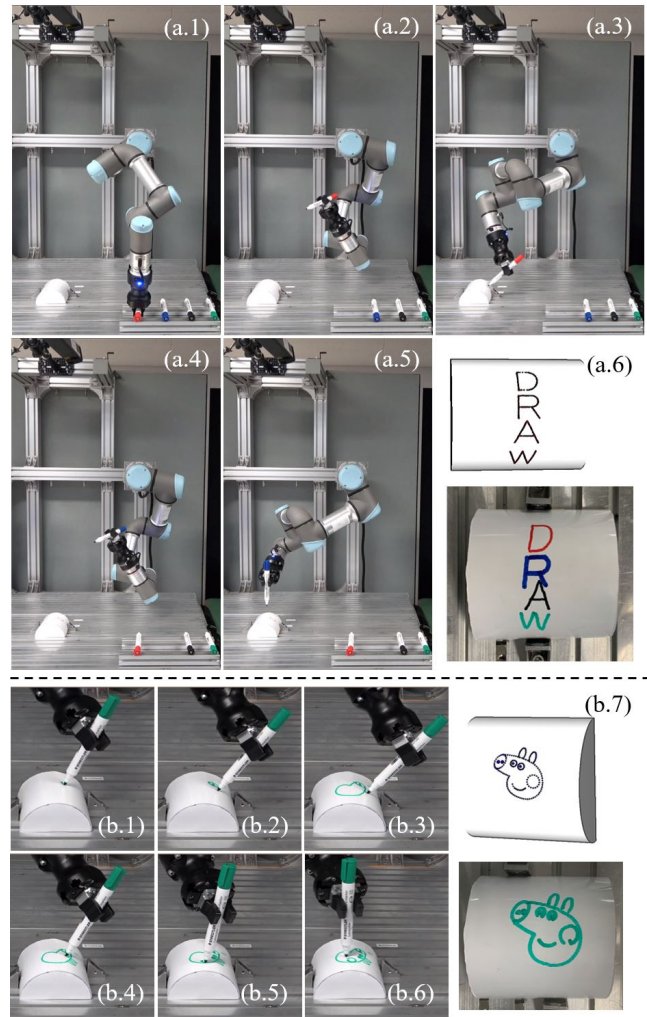 (a.1)
(a.2)
(a.3)
(a.4)
(a.5)
(a.6)
D
R
A
W
D
R
A
W
(b.1)
(b.2)
(b.3)
(b.7)
(b.4)
(b.5)
(b.6)